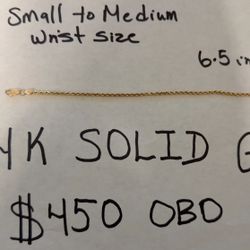 Small to Medium
Wrist size
6.5 in
4K SOLID G
$450 OBO